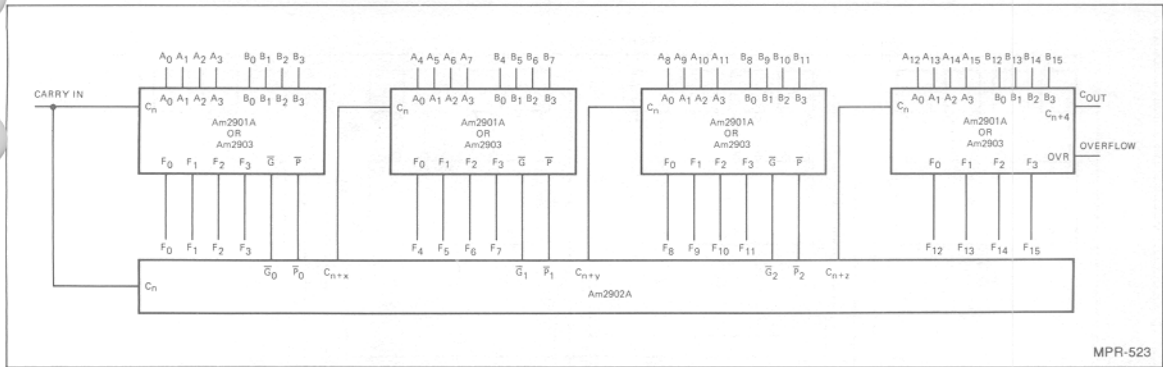 A0 A1 A2 A3 B0 B1 B2 B3 A4 A5 A6 A7 B4 B5 B6 B7 A8 A9 A10 A11 B8 B9 B10 B11 A12 A13 A14 A15 B12 B13 B14 B15
CARRY IN Cn A0 A1 A2 A3 B0 B1 B2 B3 Cn A0 A1 A2 A3 B0 B1 B2 B3 Cn A0 A1 A2 A3 B0 B1 B2 B3 Cn A0 A1 A2 A3 B0 B1 B2 B3 COUT
Cn+4
Am2901A Am2901A Am2901A Am2901A
OR OR OR OR
Am2903 Am2903 Am2903 Am2903
OVR OVERFLOW
F0 F1 F2 F3 G̅ P̅ F0 F1 F2 F3 G̅ P̅ F0 F1 F2 F3 G̅ P̅ F0 F1 F2 F3
F0 F1 F2 F3 F4 F5 F6 F7 F8 F9 F10 F11 F12 F13 F14 F15
G̅0 P̅0 Cn+x G̅1 P̅1 Cn+y G̅2 P̅2 Cn+z
Cn
Am2902A
MPR-523